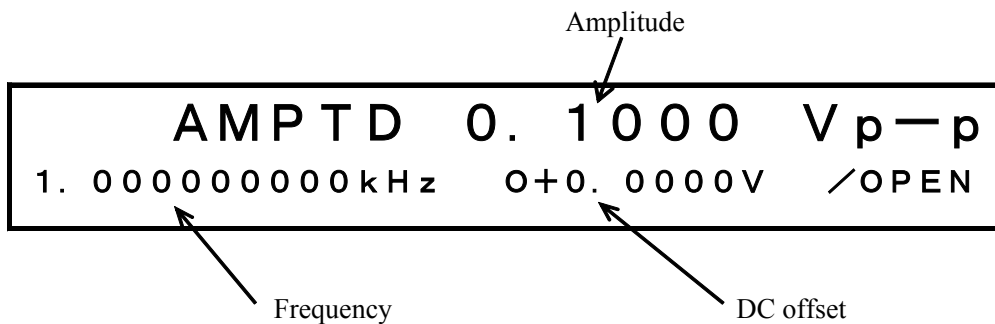 Amplitude
AMPTD 0. 1000 Vp−p
1. 000000000kHz O+0. 0000V /OPEN
Frequency DC offset